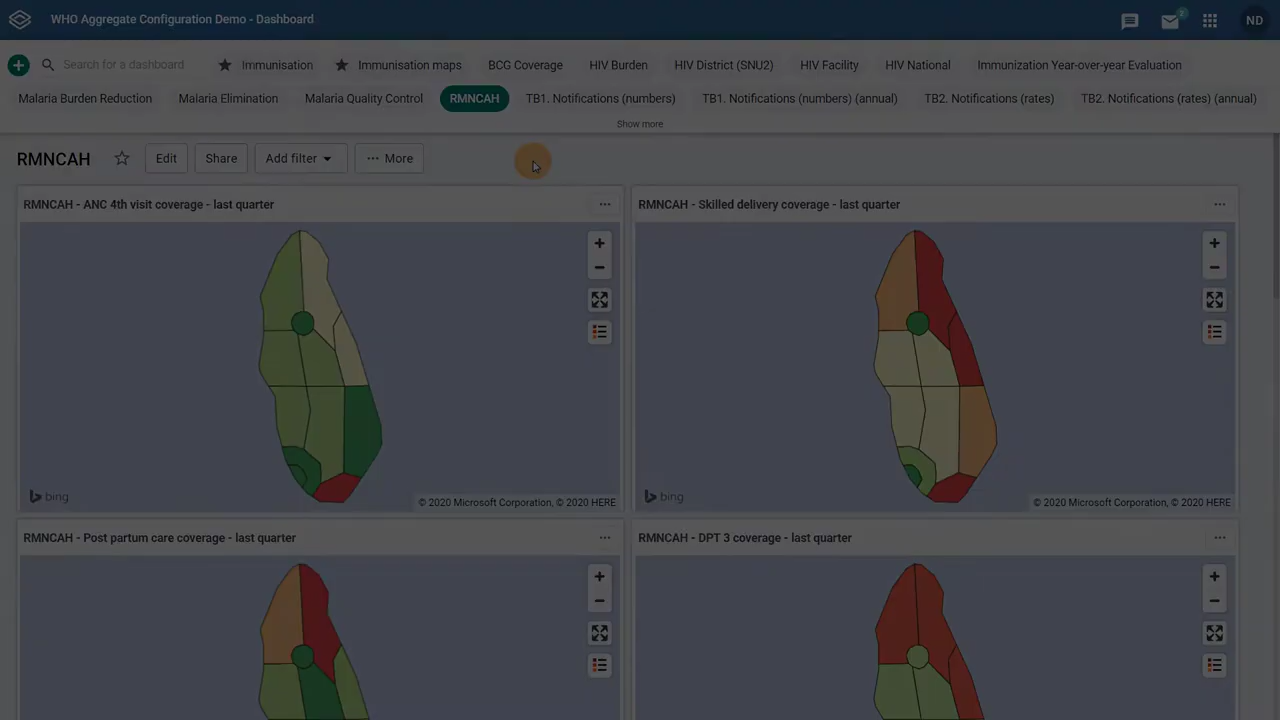 WHO Aggregate Configuration Demo - Dashboard
2
ND
Search for a dashboard
Immunisation
Immunisation maps
BCG Coverage
HIV Burden
HIV District (SNU2)
HIV Facility
HIV National
Immunization Year-over-year Evaluation
Malaria Burden Reduction
Malaria Elimination
Malaria Quality Control
RMNCAH
TB1. Notifications (numbers)
TB1. Notifications (numbers) (annual)
TB2. Notifications (rates)
TB2. Notifications (rates) (annual)
Show more
RMNCAH
Edit
Share
Add filter
More
RMNCAH - ANC 4th visit coverage - last quarter
RMNCAH - Skilled delivery coverage - last quarter
bing
© 2020 Microsoft Corporation, © 2020 HERE
bing
© 2020 Microsoft Corporation, © 2020 HERE
RMNCAH - Post partum care coverage - last quarter
RMNCAH - DPT 3 coverage - last quarter